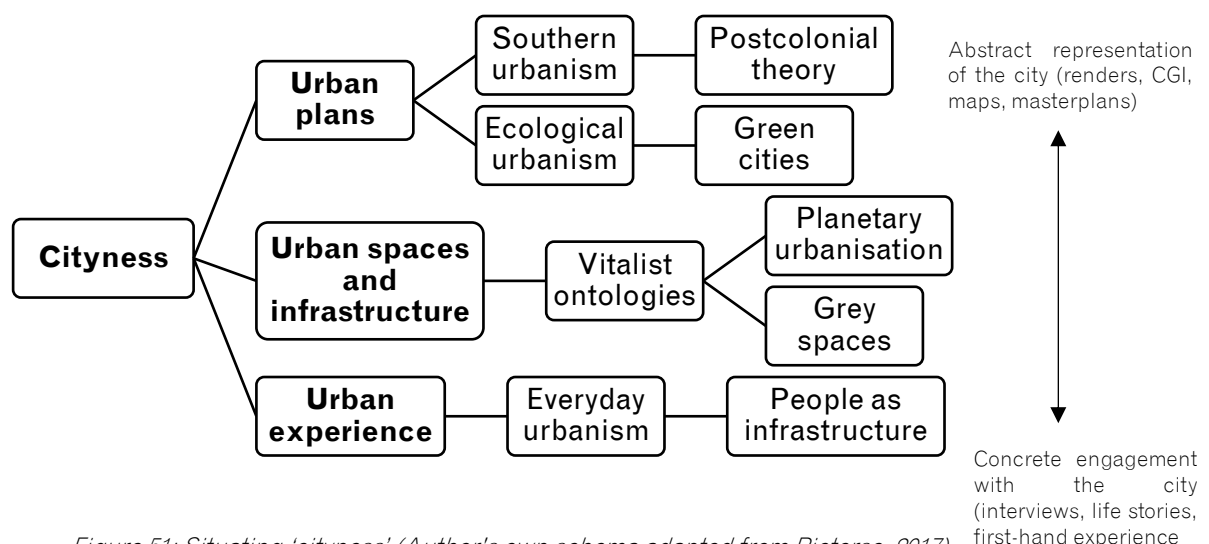 Southern
urbanism
Postcolonial
theory
Abstract representation
of the city (renders, CGI,
maps, masterplans)
Urban
plans
Ecological
urbanism
Green
cities
Cityness
Urban spaces
and
infrastructure
Vitalist
ontologies
Planetary
urbanisation
Grey
spaces
Urban
experience
Everyday
urbanism
People as
infrastructure
Concrete engagement
with the city
(interviews, life stories,
first-hand experience
Figure 51: Situating 'cityness' (Author's own schema adapted from Pieterse, 2017)